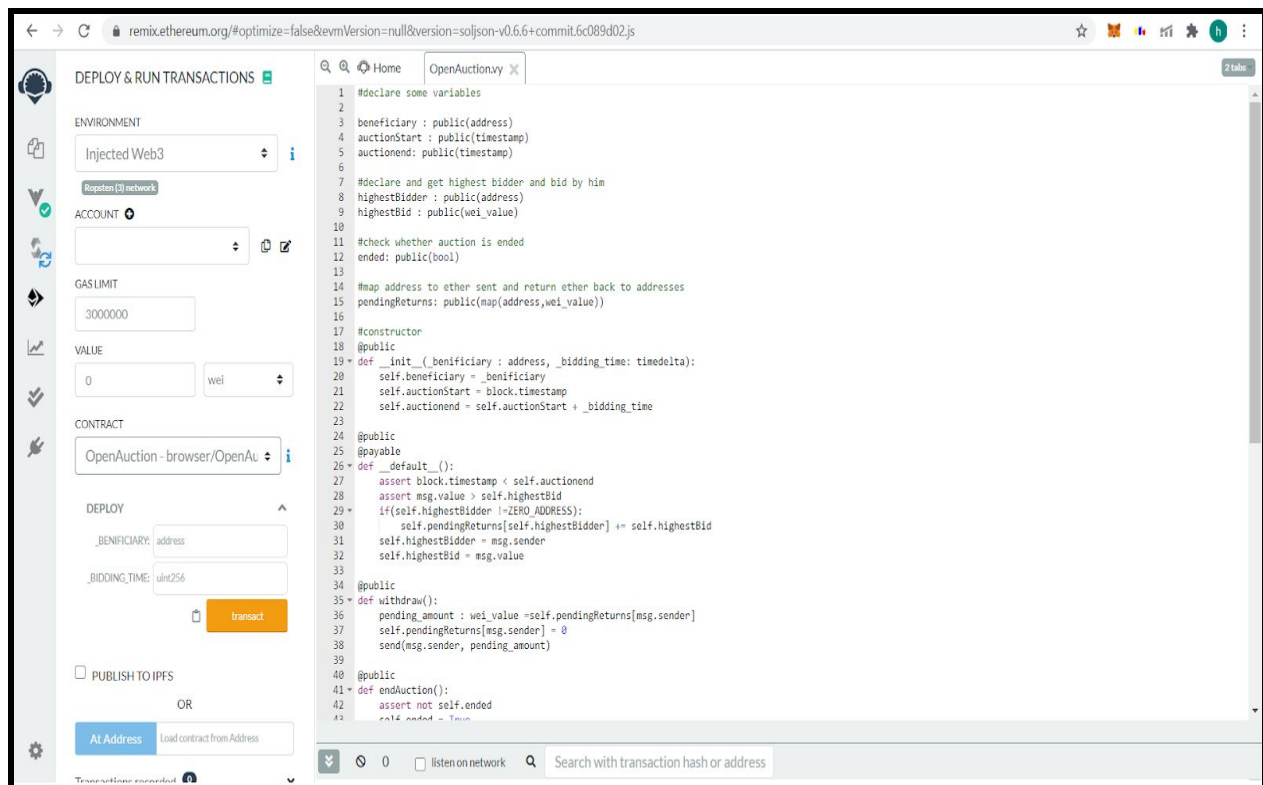 remix.ethereum.org/#optimize=false&evmVersion=null&version=soljson-v0.6.6+commit.6c089d02.js
h
DEPLOY & RUN TRANSACTIONS
ENVIRONMENT
Injected Web3
i
Ropsten (3) network
ACCOUNT
GAS LIMIT
3000000
VALUE
0 wei
CONTRACT
OpenAuction - browser/OpenAu
i
DEPLOY
_BENIFICIARY: address
_BIDDING_TIME: uint256
transact
PUBLISH TO IPFS
OR
At Address Load contract from Address
Transactions recorded 0
Home OpenAuction.vy 2 tabs
1 #declare some variables
2
3 beneficiary : public(address)
4 auctionStart : public(timestamp)
5 auctionend: public(timestamp)
6
7 #declare and get highest bidder and bid by him
8 highestBidder : public(address)
9 highestBid : public(wei_value)
10
11 #check whether auction is ended
12 ended: public(bool)
13
14 #map address to ether sent and return ether back to addresses
15 pendingReturns: public(map(address,wei_value))
16
17 #constructor
18 @public
19 def __init__(_benificiary : address, _bidding_time: timedelta):
20 self.beneficiary = _benificiary
21 self.auctionStart = block.timestamp
22 self.auctionend = self.auctionStart + _bidding_time
23
24 @public
25 @payable
26 def __default__():
27 assert block.timestamp < self.auctionend
28 assert msg.value > self.highestBid
29 if(self.highestBidder !=ZERO_ADDRESS):
30 self.pendingReturns[self.highestBidder] += self.highestBid
31 self.highestBidder = msg.sender
32 self.highestBid = msg.value
33
34 @public
35 def withdraw():
36 pending_amount : wei_value =self.pendingReturns[msg.sender]
37 self.pendingReturns[msg.sender] = 0
38 send(msg.sender, pending_amount)
39
40 @public
41 def endAuction():
42 assert not self.ended
43 self.ended = True
0 listen on network Search with transaction hash or address